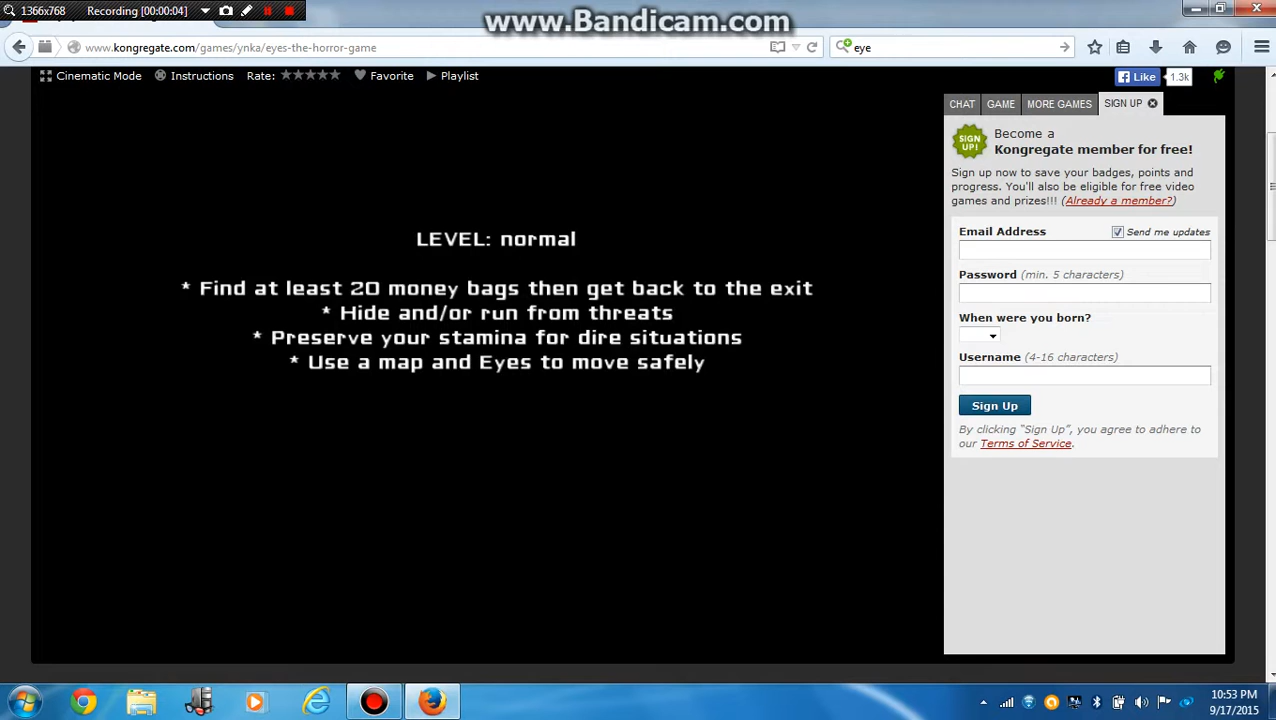 1366x768 Recording [00:00:04]
www.Bandicam.com
www.kongregate.com/games/ynka/eyes-the-horror-game
eye
Cinematic Mode Instructions Rate: Favorite Playlist
Like 1.3k
CHAT GAME MORE GAMES SIGN UP
SIGN UP!
Become a
Kongregate member for free!
Sign up now to save your badges, points and
progress. You'll also be eligible for free video
games and prizes!!! (Already a member?)
Email Address Send me updates
Password (min. 5 characters)
When were you born?
Username (4-16 characters)
Sign Up
By clicking "Sign Up", you agree to adhere to
our Terms of Service.
LEVEL: normal
* Find at least 20 money bags then get back to the exit
* Hide and/or run from threats
* Preserve your stamina for dire situations
* Use a map and Eyes to move safely
10:53 PM
9/17/2015